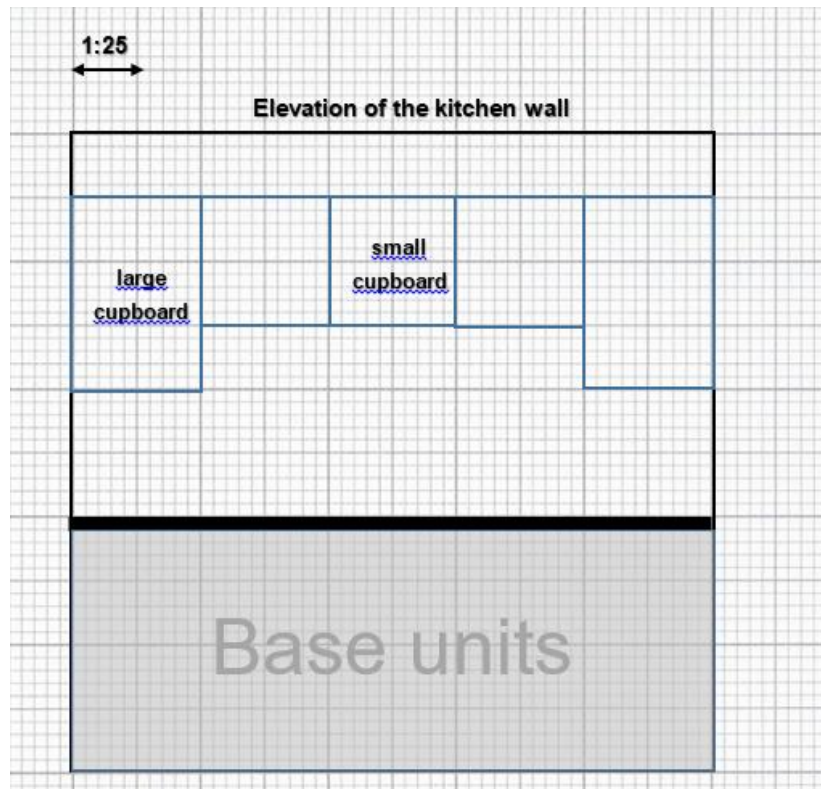 1:25
Elevation of the kitchen wall
large
cupboard
small
cupboard
Base units